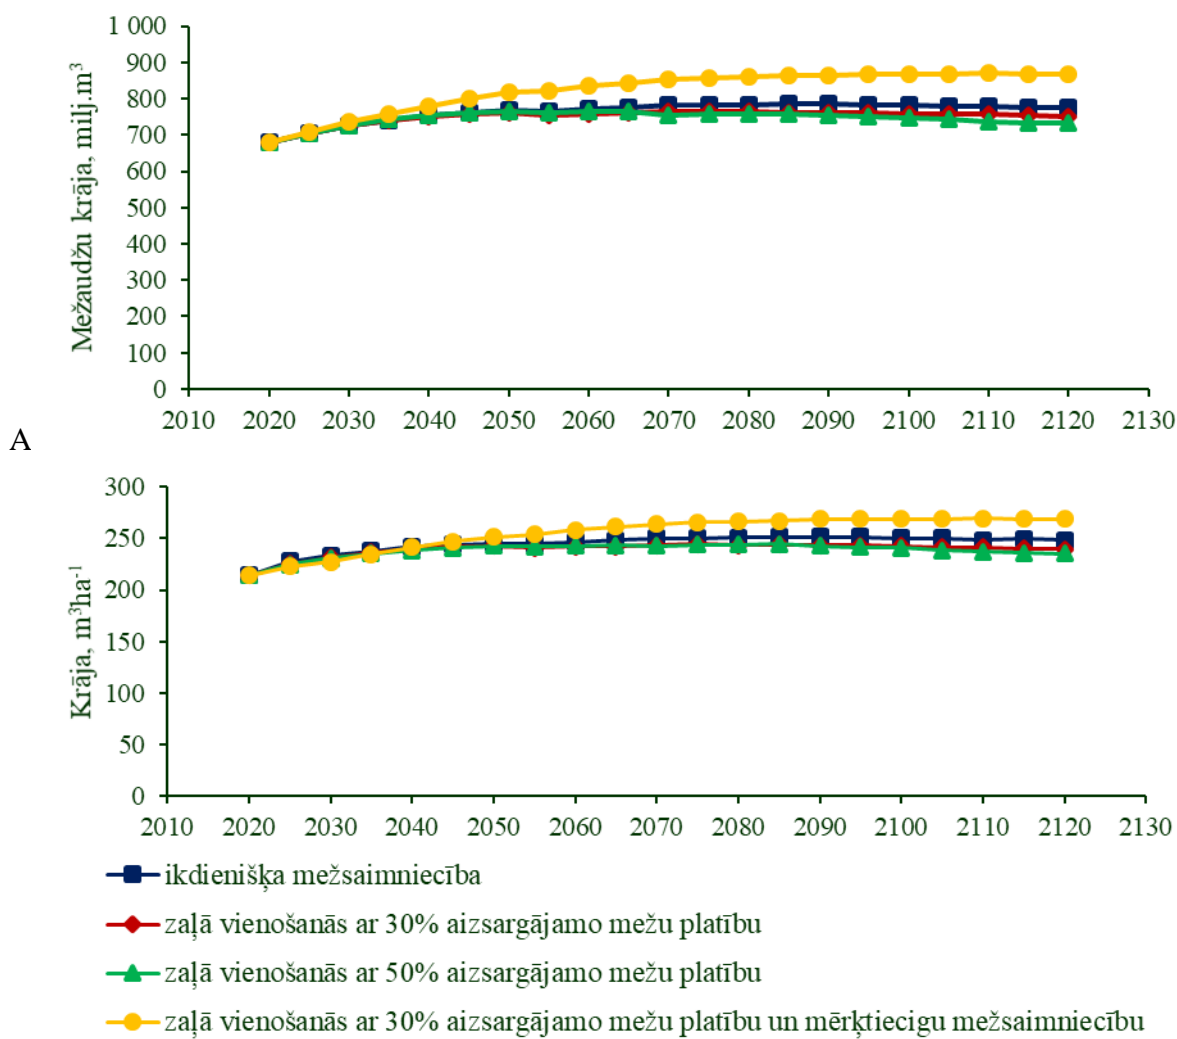 1 000
900
800
700
600
500
400
300
200
100
0
Mežaudžu krāja, milj.m³
2010 2020 2030 2040 2050 2060 2070 2080 2090 2100 2110 2120 2130
A
300
250
200
150
100
50
0
Krāja, m³ha⁻¹
2010 2020 2030 2040 2050 2060 2070 2080 2090 2100 2110 2120 2130
ikdienišķa mežsaimniecība
zaļā vienošanās ar 30% aizsargājamo mežu platību
zaļā vienošanās ar 50% aizsargājamo mežu platību
zaļā vienošanās ar 30% aizsargājamo mežu platību un mērķtiecigu mežsaimniecību